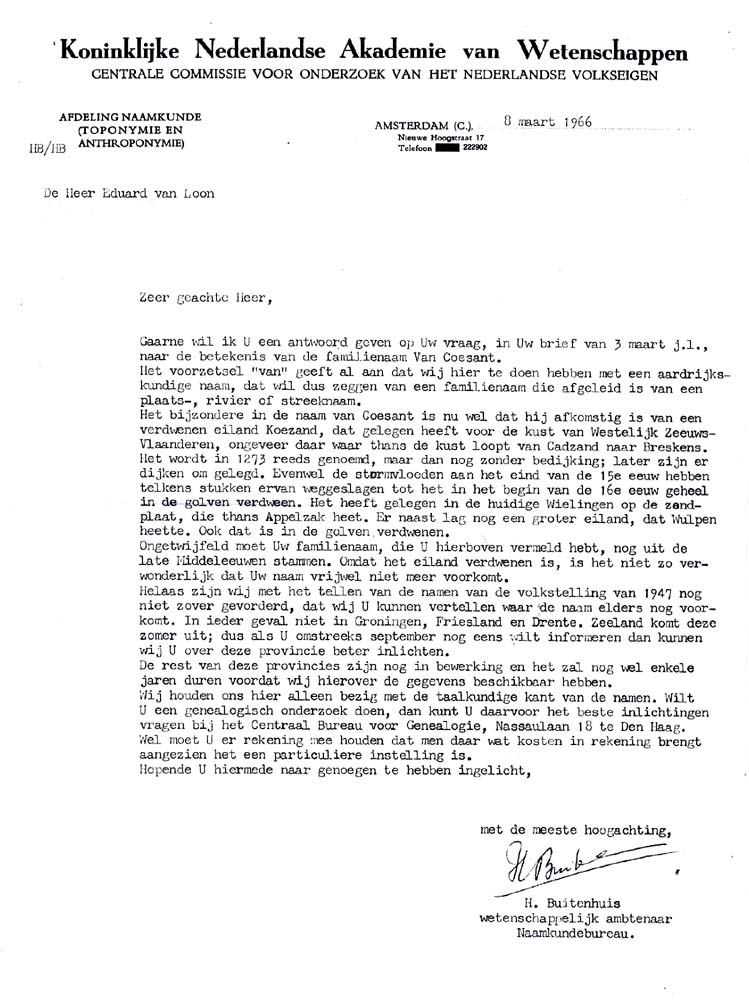 Koninklijke Nederlandse Akademie van Wetenschappen
CENTRALE COMMISSIE VOOR ONDERZOEK VAN HET NEDERLANDSE VOLKSEIGEN
AFDELING NAAMKUNDE
(TOPONYMIE EN
HB/HB ANTHROPONYMIE)
AMSTERDAM (C.), 8 maart 1966
Nieuwe Hoogstraat 17
Telefoon 222902
De Heer Eduard van Loon
Zeer geachte Heer,
Gaarne wil ik U een antwoord geven op Uw vraag, in Uw brief van 3 maart j.l.,
naar de betekenis van de familienaam Van Coesant.
Het voorzetsel "van" geeft al aan dat wij hier te doen hebben met een aardrijks-
kundige naam, dat wil dus zeggen van een familienaam die afgeleid is van een
plaats-, rivier of streeknaam.
Het bijzondere in de naam van Coesant is nu wel dat hij afkomstig is van een
verdwenen eiland Koezand, dat gelegen heeft voor de kust van Westelijk Zeeuws-
Vlaanderen, ongeveer daar waar thans de kust loopt van Cadzand naar Breskens.
Het wordt in 1273 reeds genoemd, maar dan nog zonder bedijking; later zijn er
dijken om gelegd. Evenwel de stormvloeden aan het eind van de 15e eeuw hebben
telkens stukken ervan weggeslagen tot het in het begin van de 16e eeuw geheel
in de golven verdween. Het heeft gelegen in de huidige Wielingen op de zand-
plaat, die thans Appelzak heet. Er naast lag nog een groter eiland, dat Wulpen
heette. Ook dat is in de golven verdwenen.
Ongetwijfeld moet Uw familienaam, die U hierboven vermeld hebt, nog uit de
late Middeleeuwen stammen. Omdat het eiland verdwenen is, is het niet zo ver-
wonderlijk dat Uw naam vrijwel niet meer voorkomt.
Helaas zijn wij met het tellen van de namen van de volkstelling van 1947 nog
niet zover gevorderd, dat wij U kunnen vertellen waar de naam elders nog voor-
komt. In ieder geval niet in Groningen, Friesland en Drente. Zeeland komt deze
zomer uit; dus als U omstreeks september nog eens wilt informeren dan kunnen
wij U over deze provincie beter inlichten.
De rest van deze provincies zijn nog in bewerking en het zal nog wel enkele
jaren duren voordat wij hierover de gegevens beschikbaar hebben.
Wij houden ons hier alleen bezig met de taalkundige kant van de namen. Wilt
U een genealogisch onderzoek doen, dan kunt U daarvoor het beste inlichtingen
vragen bij het Centraal Bureau voor Genealogie, Nassaulaan 18 te Den Haag.
Wel moet U er rekening mee houden dat men daar wat kosten in rekening brengt
aangezien het een particuliere instelling is.
Hopende U hiermede naar genoegen te hebben ingelicht,
met de meeste hoogachting,
H. Buitenhuis
wetenschappelijk ambtenaar
Naamkundebureau.